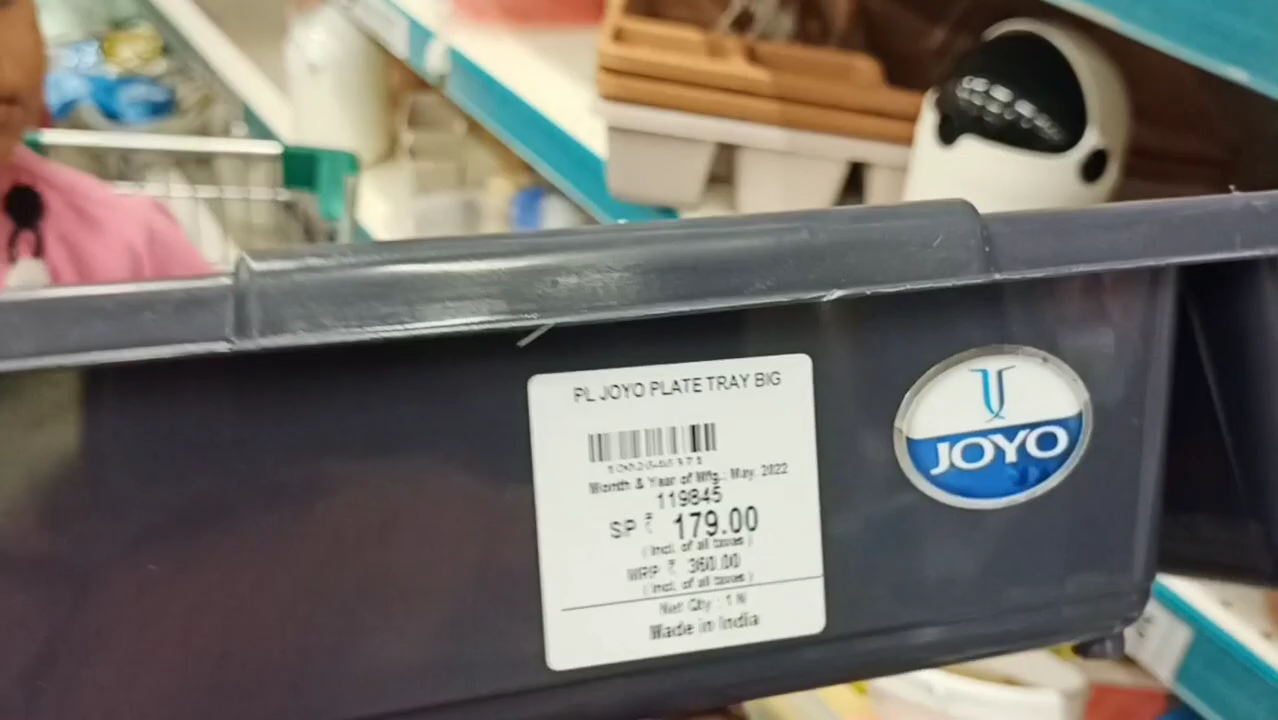 PL JOYO PLATE TRAY BIG
Month & Year of Mfg.: May. 2022
119845
SP ₹ 179.00
( Incl. of all taxes )
MRP ₹ 360.00
( Incl. of all taxes )
Net Qty : 1 N
Made in India
JOYO